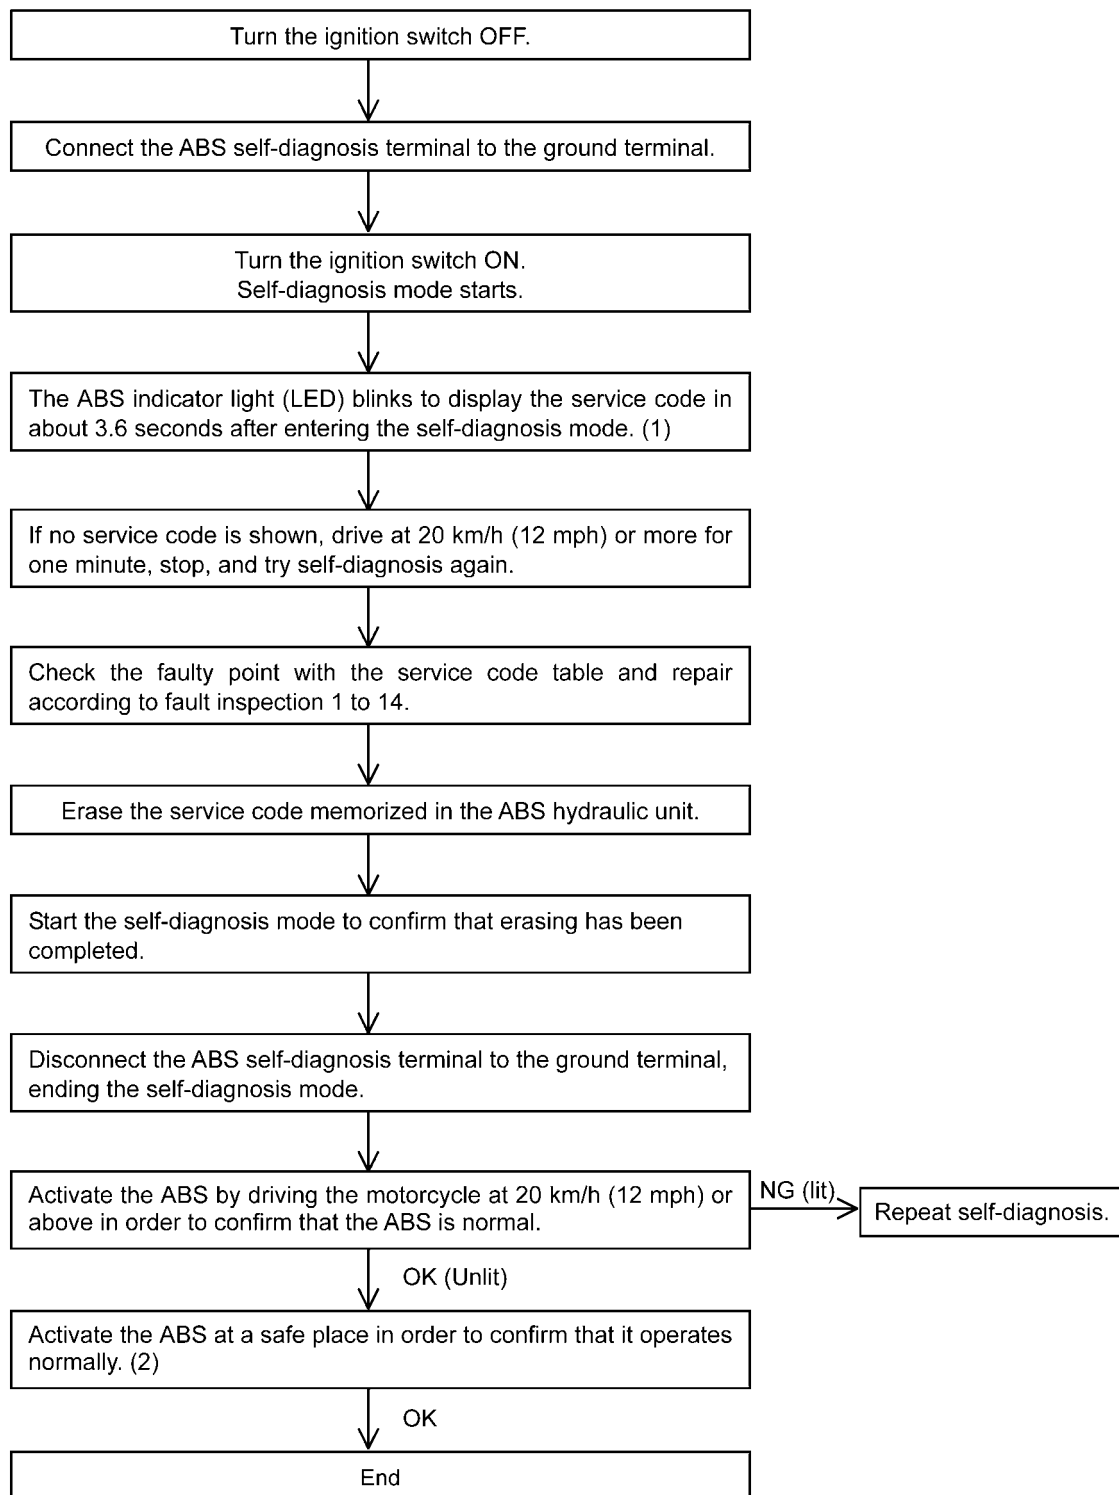 Turn the ignition switch OFF.
Connect the ABS self-diagnosis terminal to the ground terminal.
Turn the ignition switch ON.
Self-diagnosis mode starts.
The ABS indicator light (LED) blinks to display the service code in
about 3.6 seconds after entering the self-diagnosis mode. (1)
If no service code is shown, drive at 20 km/h (12 mph) or more for
one minute, stop, and try self-diagnosis again.
Check the faulty point with the service code table and repair
according to fault inspection 1 to 14.
Erase the service code memorized in the ABS hydraulic unit.
Start the self-diagnosis mode to confirm that erasing has been
completed.
Disconnect the ABS self-diagnosis terminal to the ground terminal,
ending the self-diagnosis mode.
Activate the ABS by driving the motorcycle at 20 km/h (12 mph) or
above in order to confirm that the ABS is normal.
NG (lit)
Repeat self-diagnosis.
OK (Unlit)
Activate the ABS at a safe place in order to confirm that it operates
normally. (2)
OK
End